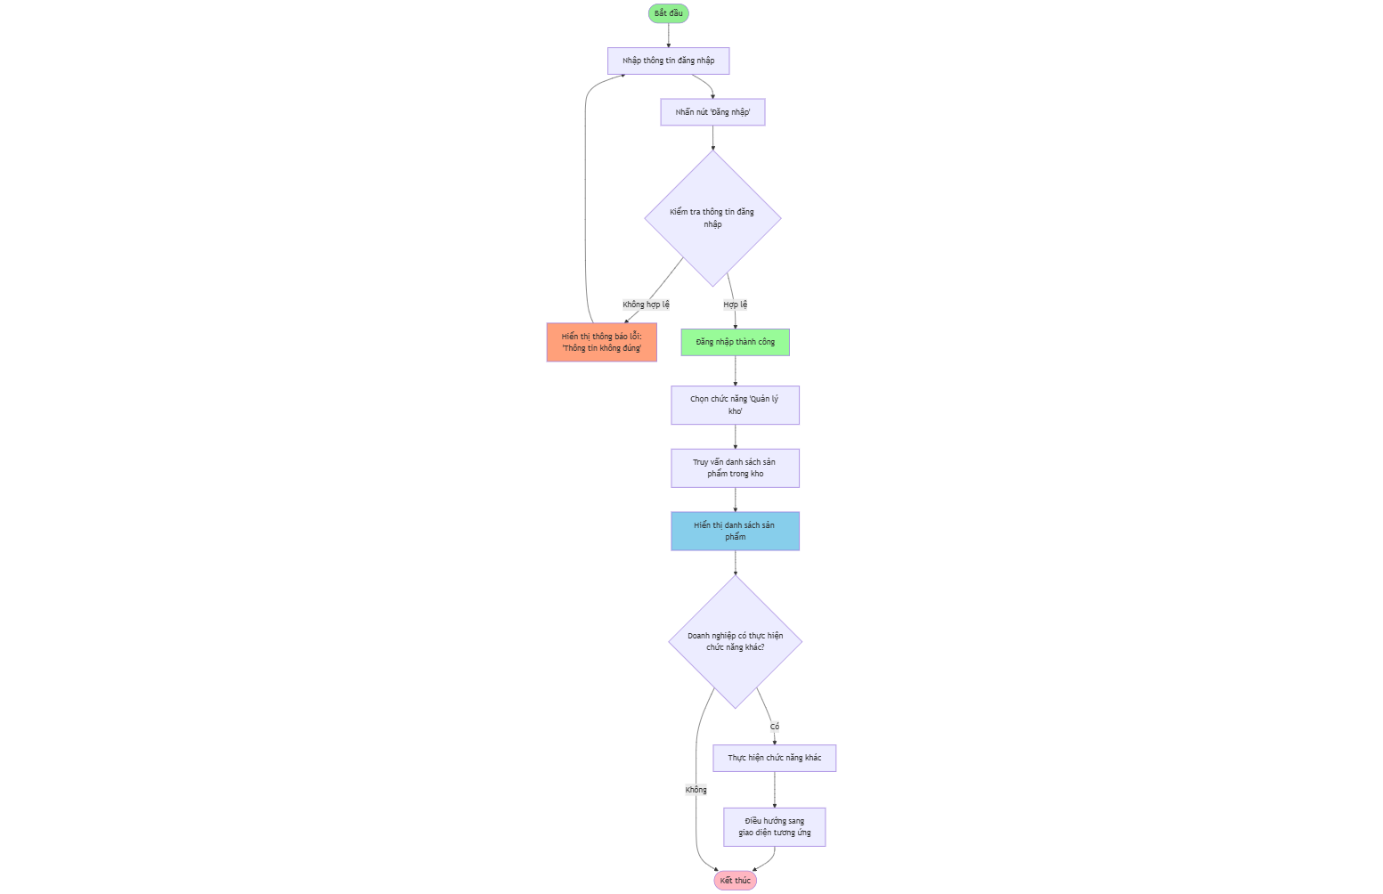 Bắt đầu
Nhập thông tin đăng nhập
Nhấn nút 'Đăng nhập'
Kiểm tra thông tin đăng
nhập
Không hợp lệ
Hợp lệ
Hiển thị thông báo lỗi:
'Thông tin không đúng'
Đăng nhập thành công
Chọn chức năng 'Quản lý
kho'
Truy vấn danh sách sản
phẩm trong kho
Hiển thị danh sách sản
phẩm
Doanh nghiệp có thực hiện
chức năng khác?
Có
Thực hiện chức năng khác
Không
Điều hướng sang
giao diện tương ứng
Kết thúc